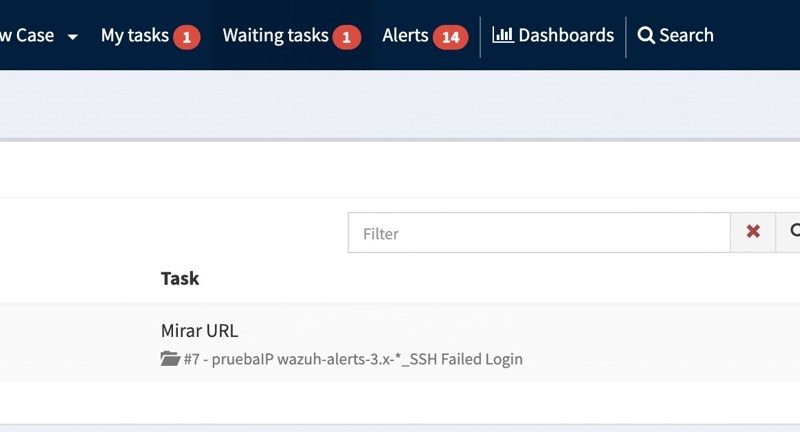 w Case My tasks 1 Waiting tasks 1 Alerts 14 Dashboards Search
Filter
Task
Mirar URL
#7 - pruebaIP wazuh-alerts-3.x-*_SSH Failed Login